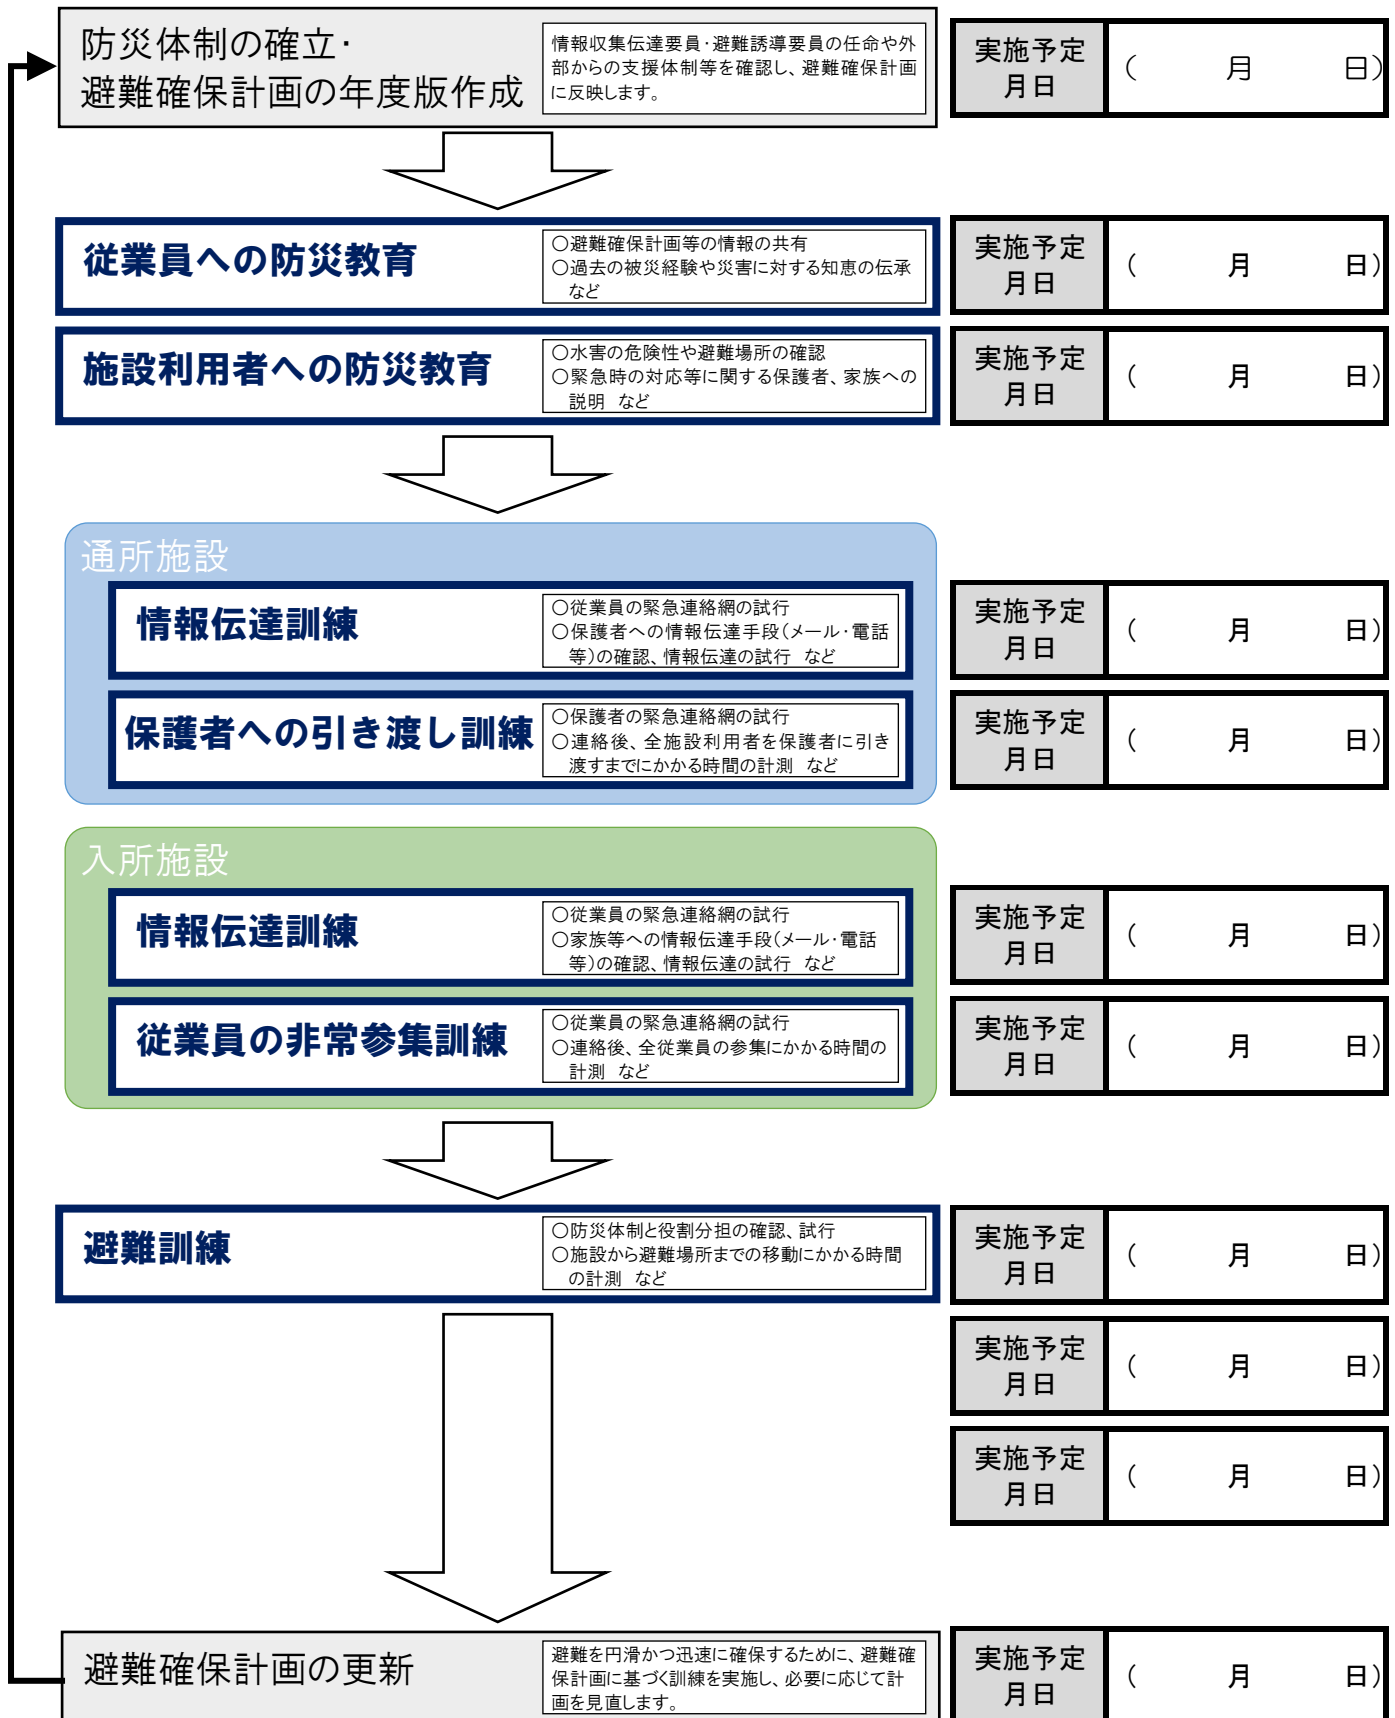 防災体制の確立・
避難確保計画の年度版作成
情報収集伝達要員・避難誘導要員の任命や外
部からの支援体制等を確認し、避難確保計画
に反映します。
実施予定
月日
（　　月　　日）
従業員への防災教育
○避難確保計画等の情報の共有
○過去の被災経験や災害に対する知恵の伝承
など
実施予定
月日
（　　月　　日）
施設利用者への防災教育
○水害の危険性や避難場所の確認
○緊急時の対応等に関する保護者、家族への
説明　など
実施予定
月日
（　　月　　日）
通所施設
情報伝達訓練
○従業員の緊急連絡網の試行
○保護者への情報伝達手段（メール・電話
等）の確認、情報伝達の試行　など
実施予定
月日
（　　月　　日）
保護者への引き渡し訓練
○保護者の緊急連絡網の試行
○連絡後、全施設利用者を保護者に引き
渡すまでにかかる時間の計測　など
実施予定
月日
（　　月　　日）
入所施設
情報伝達訓練
○従業員の緊急連絡網の試行
○家族等への情報伝達手段（メール・電話
等）の確認、情報伝達の試行　など
実施予定
月日
（　　月　　日）
従業員の非常参集訓練
○従業員の緊急連絡網の試行
○連絡後、全従業員の参集にかかる時間の
計測　など
実施予定
月日
（　　月　　日）
避難訓練
○防災体制と役割分担の確認、試行
○施設から避難場所までの移動にかかる時間
の計測　など
実施予定
月日
（　　月　　日）
実施予定
月日
（　　月　　日）
実施予定
月日
（　　月　　日）
避難確保計画の更新
避難を円滑かつ迅速に確保するために、避難確
保計画に基づく訓練を実施し、必要に応じて計
画を見直します。
実施予定
月日
（　　月　　日）